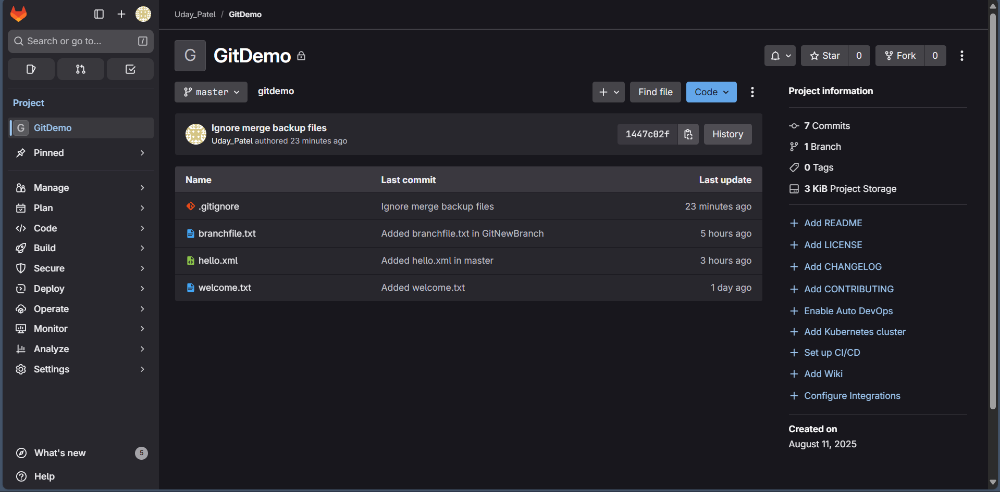 Uday_Patel / GitDemo
Search or go to... /
Project
G GitDemo
Pinned
Manage
Plan
Code
Build
Secure
Deploy
Operate
Monitor
Analyze
Settings
What's new 5
Help
G GitDemo
Star 0 Fork 0
master gitdemo Find file Code
Ignore merge backup files
Uday_Patel authored 23 minutes ago
1447c02f History
Name Last commit Last update
.gitignore Ignore merge backup files 23 minutes ago
branchfile.txt Added branchfile.txt in GitNewBranch 5 hours ago
hello.xml Added hello.xml in master 3 hours ago
welcome.txt Added welcome.txt 1 day ago
Project information
7 Commits
1 Branch
0 Tags
3 KiB Project Storage
Add README
Add LICENSE
Add CHANGELOG
Add CONTRIBUTING
Enable Auto DevOps
Add Kubernetes cluster
Set up CI/CD
Add Wiki
Configure Integrations
Created on
August 11, 2025